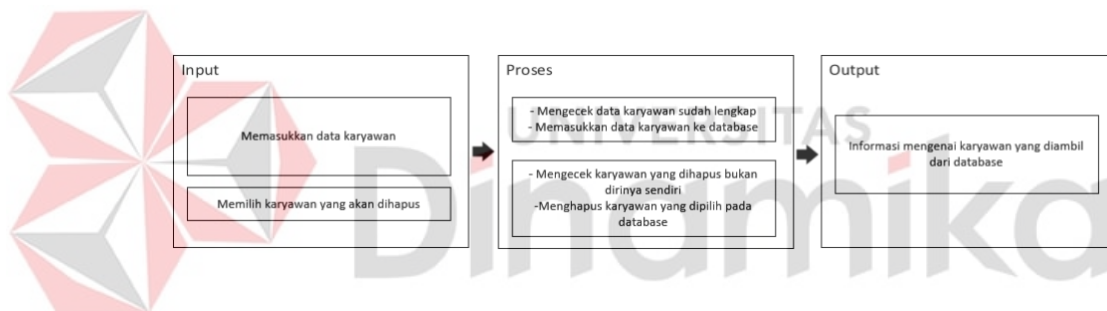 Input
Memasukkan data karyawan
Memilih karyawan yang akan dihapus
Proses
- Mengecek data karyawan sudah lengkap
- Memasukkan data karyawan ke database
- Mengecek karyawan yang dihapus bukan
dirinya sendiri
-Menghapus karyawan yang dipilih pada
database
Output
Informasi mengenai karyawan yang diambil
dari database
UNIVERSITAS
Dinamika